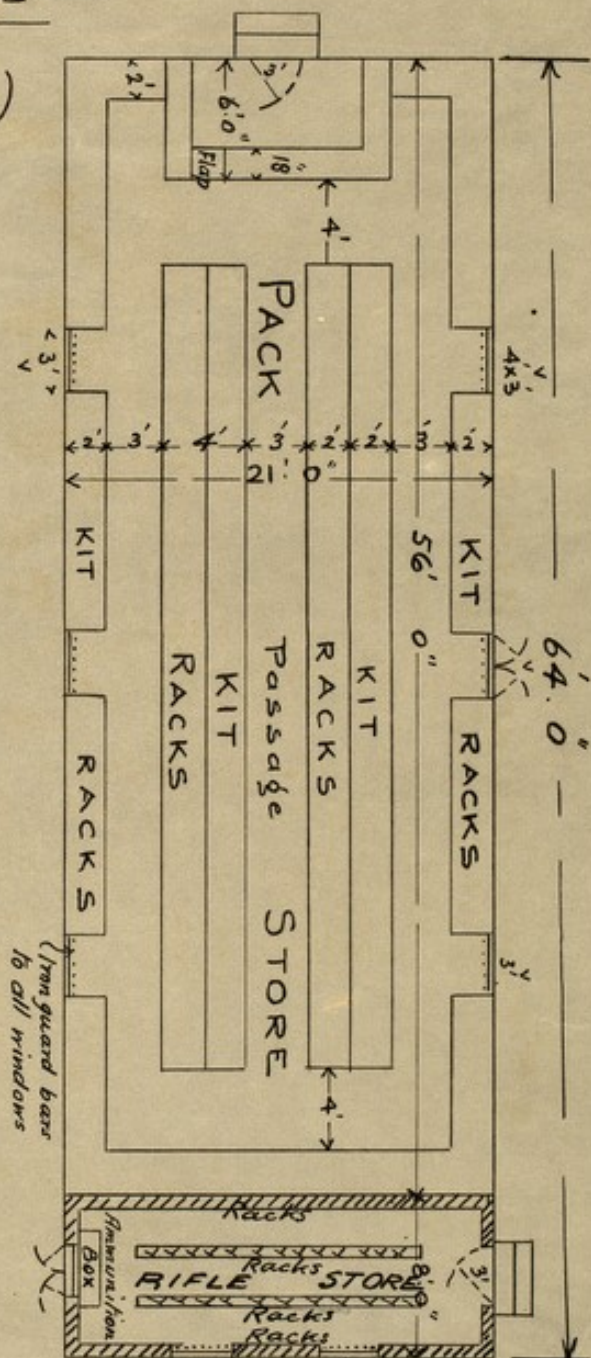 2'
3'
6'. 0"
18"
Flap
4'
PACK
Passage
STORE
< 3' >
4'x3'
2' 3' 4' 3' 2' 2' 3' 2'
21'. 0"
56' 0"
64'. 0"
KIT
RACKS
KIT
RACKS
KIT
RACKS
KIT
RACKS
3'
4'
Iron guard bars
to all windows
Racks
Racks
RIFLE STORE
Racks
Racks
8'. 0"
3'
Ammunition
Box